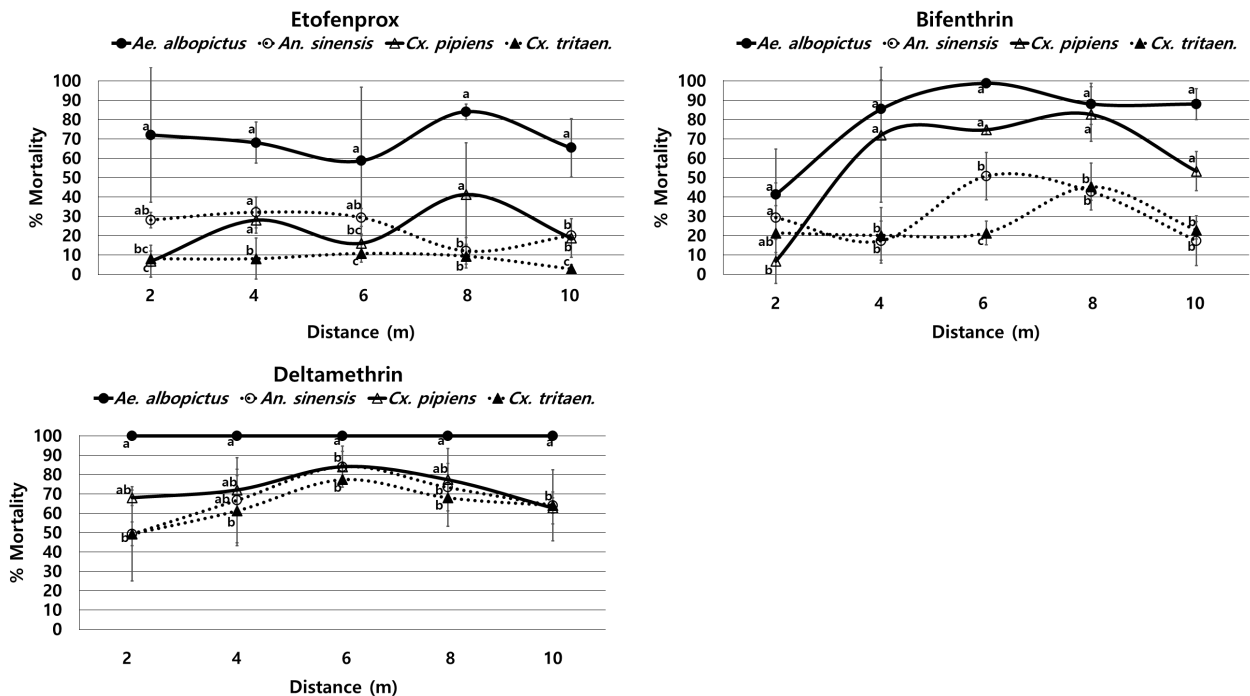 Etofenprox
Ae. albopictus An. sinensis Cx. pipiens Cx. tritaen.
% Mortality
100
90
80
70
60
50
40
30
20
10
0
a a a a a
ab a ab a b
bc a bc b b
c b c b c
2 4 6 8 10
Distance (m)
Bifenthrin
Ae. albopictus An. sinensis Cx. pipiens Cx. tritaen.
% Mortality
100
90
80
70
60
50
40
30
20
10
0
a a a a a
a a b a a
ab b c b b
b b b b
2 4 6 8 10
Distance (m)
Deltamethrin
Ae. albopictus An. sinensis Cx. pipiens Cx. tritaen.
% Mortality
100
90
80
70
60
50
40
30
20
10
0
a a a a a
ab ab b ab b
b ab b b
b b
2 4 6 8 10
Distance (m)